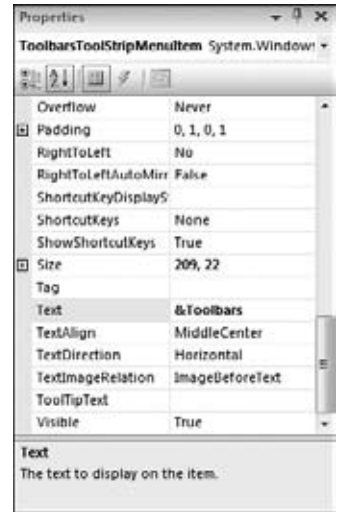 Properties
ToolbarsToolStripMenuItem System.Window
Overflow Never
Padding 0, 1, 0, 1
RightToLeft No
RightToLeftAutoMirr False
ShortcutKeyDisplayS
ShortcutKeys None
ShowShortcutKeys True
Size 209, 22
Tag
Text &Toolbars
TextAlign MiddleCenter
TextDirection Horizontal
TextImageRelation ImageBeforeText
ToolTipText
Visible True
Text
The text to display on the item.